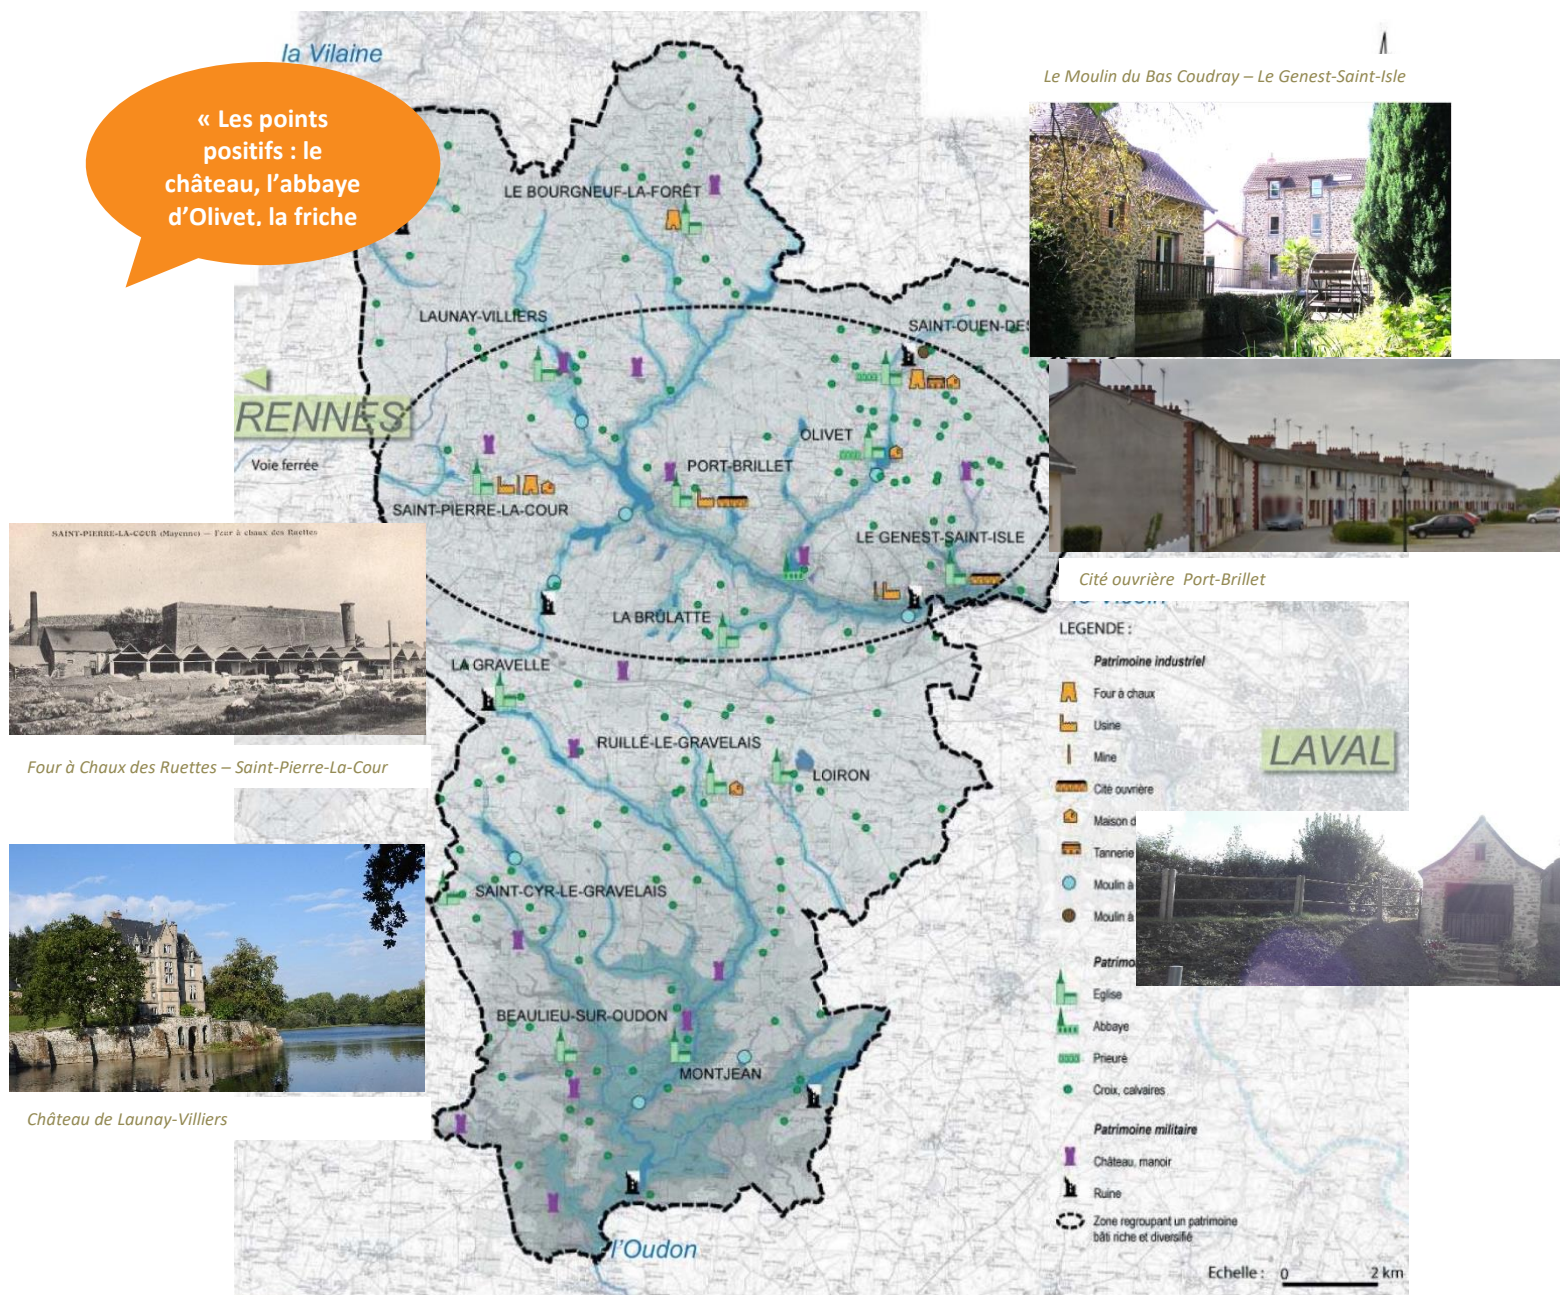 la Vilaine
« Les points
positifs : le
château, l'abbaye
d'Olivet, la friche
Le Moulin du Bas Coudray – Le Genest-Saint-Isle
LE BOURGNEUF-LA-FORÊT
LAUNAY-VILLIERS
SAINT-OUEN-DES
RENNES
Voie ferrée
OLIVET
PORT-BRILLET
SAINT-PIERRE-LA-COUR
LE GENEST-SAINT-ISLE
SAINT-PIERRE-LA-COUR (Mayenne) — Four à chaux des Ruettes
Cité ouvrière Port-Brillet
LA BRÛLATTE
LA GRAVELLE
RUILLÉ-LE-GRAVELAIS
LOIRON
Four à Chaux des Ruettes – Saint-Pierre-La-Cour
SAINT-CYR-LE-GRAVELAIS
BEAULIEU-SUR-OUDON
MONTJEAN
Château de Launay-Villiers
l'Oudon
LAVAL
LEGENDE :
Patrimoine industriel
Four à chaux
Usine
Mine
Cité ouvrière
Maison d
Tannerie
Moulin à
Moulin à
Patrimo
Eglise
Abbaye
Prieuré
Croix, calvaires
Patrimoine militaire
Château, manoir
Ruine
Zone regroupant un patrimoine
bâti riche et diversifié
Echelle : 0 2 km